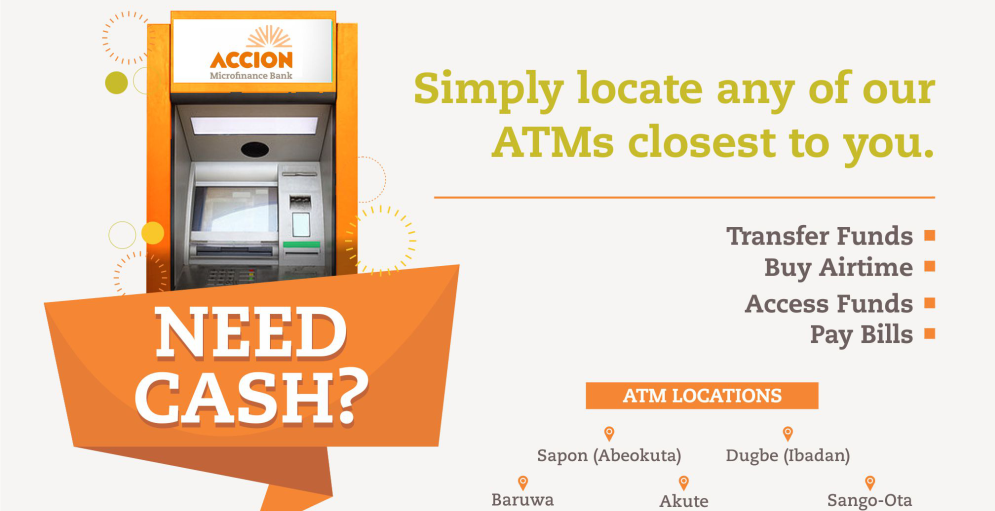 ACCION
Microfinance Bank
Simply locate any of our
ATMs closest to you.
Transfer Funds
Buy Airtime
Access Funds
Pay Bills
NEED
CASH?
ATM LOCATIONS
Sapon (Abeokuta) Dugbe (Ibadan)
Baruwa Akute Sango-Ota